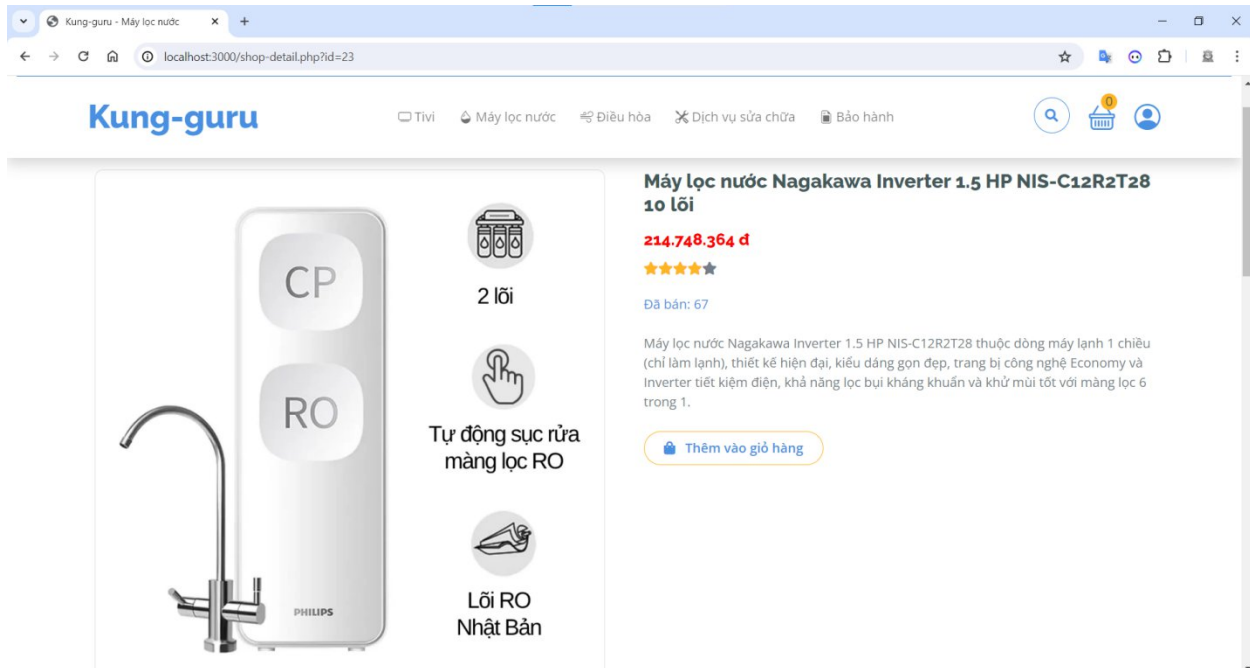 Kung-guru - Máy lọc nước
localhost:3000/shop-detail.php?id=23
Kung-guru
Tivi
Máy lọc nước
Điều hòa
Dịch vụ sửa chữa
Bảo hành
0
CP
RO
PHILIPS
2 lõi
Tự động sục rửa
màng lọc RO
Lõi RO
Nhật Bản
Máy lọc nước Nagakawa Inverter 1.5 HP NIS-C12R2T28
10 lõi
214.748.364 đ
Đã bán: 67
Máy lọc nước Nagakawa Inverter 1.5 HP NIS-C12R2T28 thuộc dòng máy lạnh 1 chiều
(chỉ làm lạnh), thiết kế hiện đại, kiểu dáng gọn đẹp, trang bị công nghệ Economy và
Inverter tiết kiệm điện, khả năng lọc bụi kháng khuẩn và khử mùi tốt với màng lọc 6
trong 1.
Thêm vào giỏ hàng